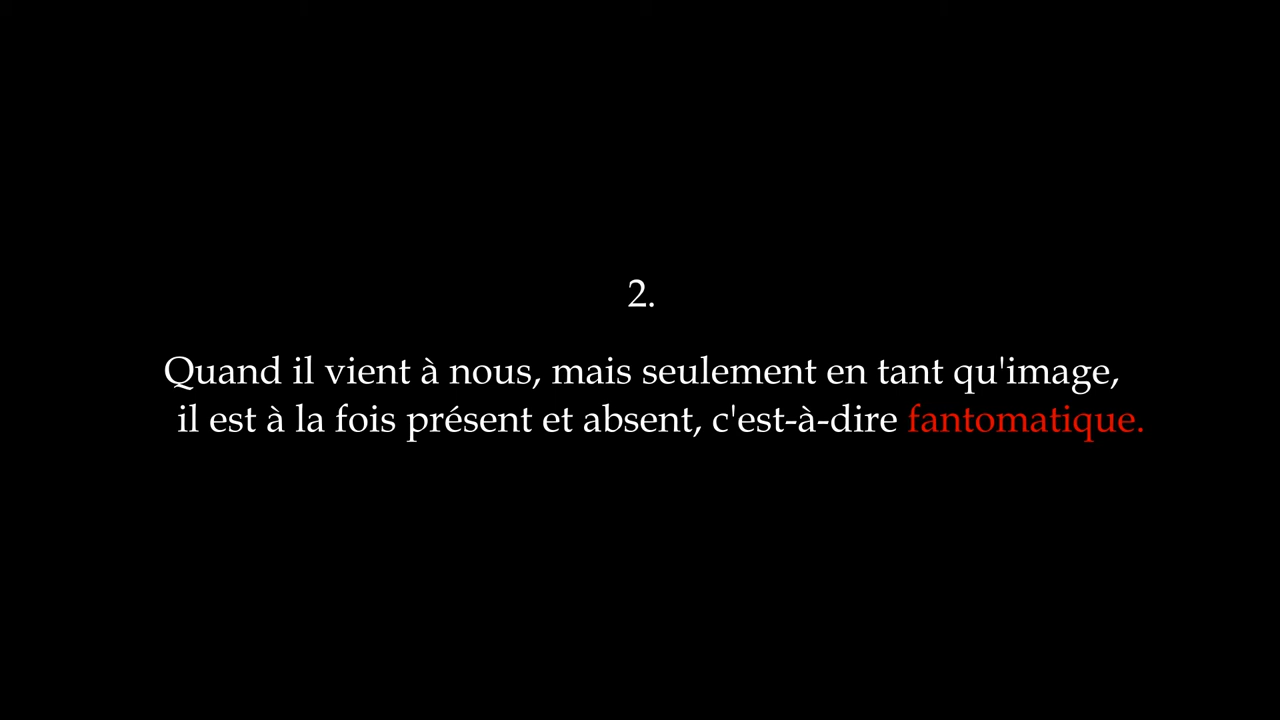 2.
Quand il vient à nous, mais seulement en tant qu'image,
il est à la fois présent et absent, c'est-à-dire fantomatique.